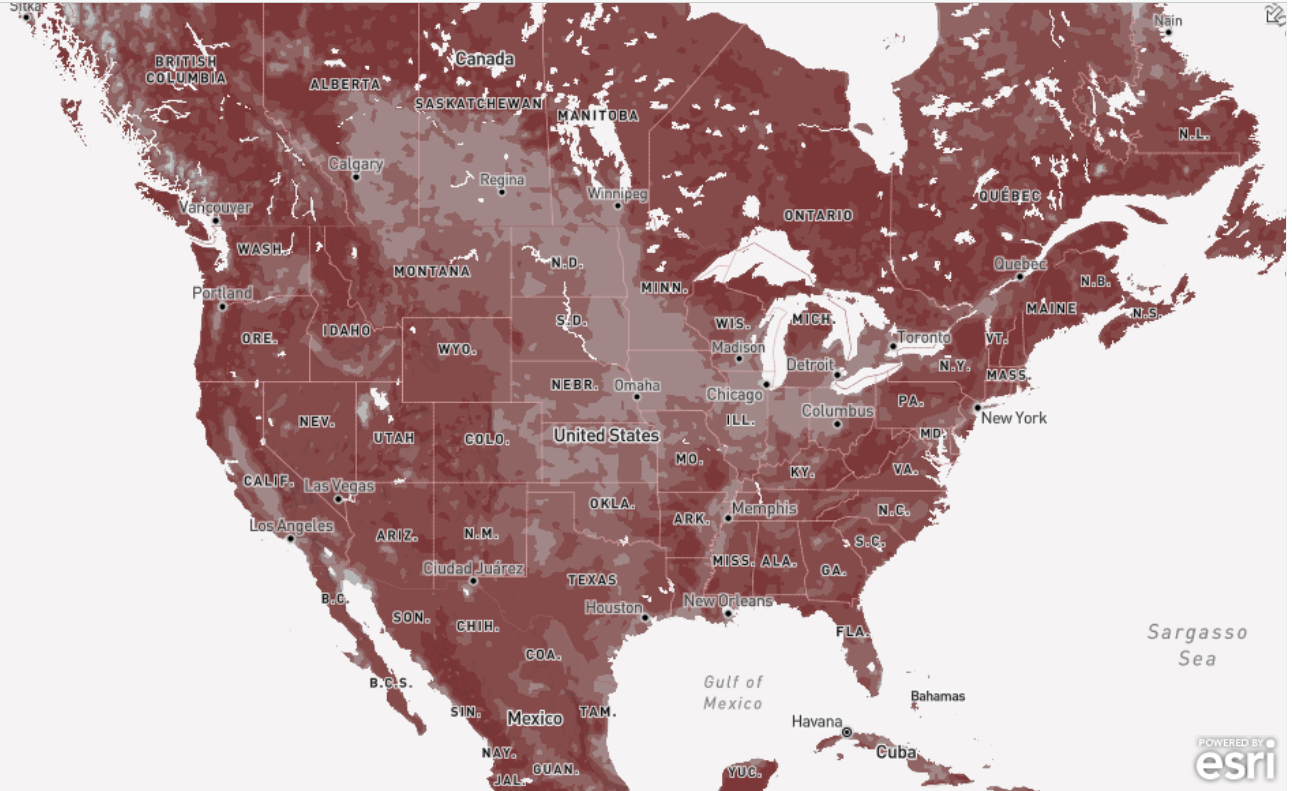 Sitka
Nain
BRITISH
COLUMBIA
Canada
ALBERTA
SASKATCHEWAN
MANITOBA
N.L.
Calgary
Regina
Winnipeg
QUÉBEC
Vancouver
ONTARIO
WASH.
MONTANA
N.D.
MINN.
Quebec
N.B.
Portland
MAINE
N.S.
ORE.
IDAHO
WYO.
S.D.
WIS.
MICH.
Toronto
VT.
Madison
Detroit
N.Y.
MASS.
NEBR.
Omaha
Chicago
PA.
Columbus
New York
NEV.
UTAH
COLO.
United States
ILL.
MD.
MO.
KY.
VA.
CALIF.
Las Vegas
OKLA.
Memphis
N.C.
Los Angeles
ARIZ.
N.M.
ARK.
S.C.
MISS.
ALA.
GA.
Ciudad Juárez
TEXAS
B.C.
SON.
CHIH.
Houston
New Orleans
FLA.
Sargasso
Sea
COA.
B.C.S.
Gulf of
Mexico
Bahamas
SIN.
Mexico
TAM.
Havana
Cuba
NAY.
GUAN.
JAL.
YUC.
POWERED BY
esri